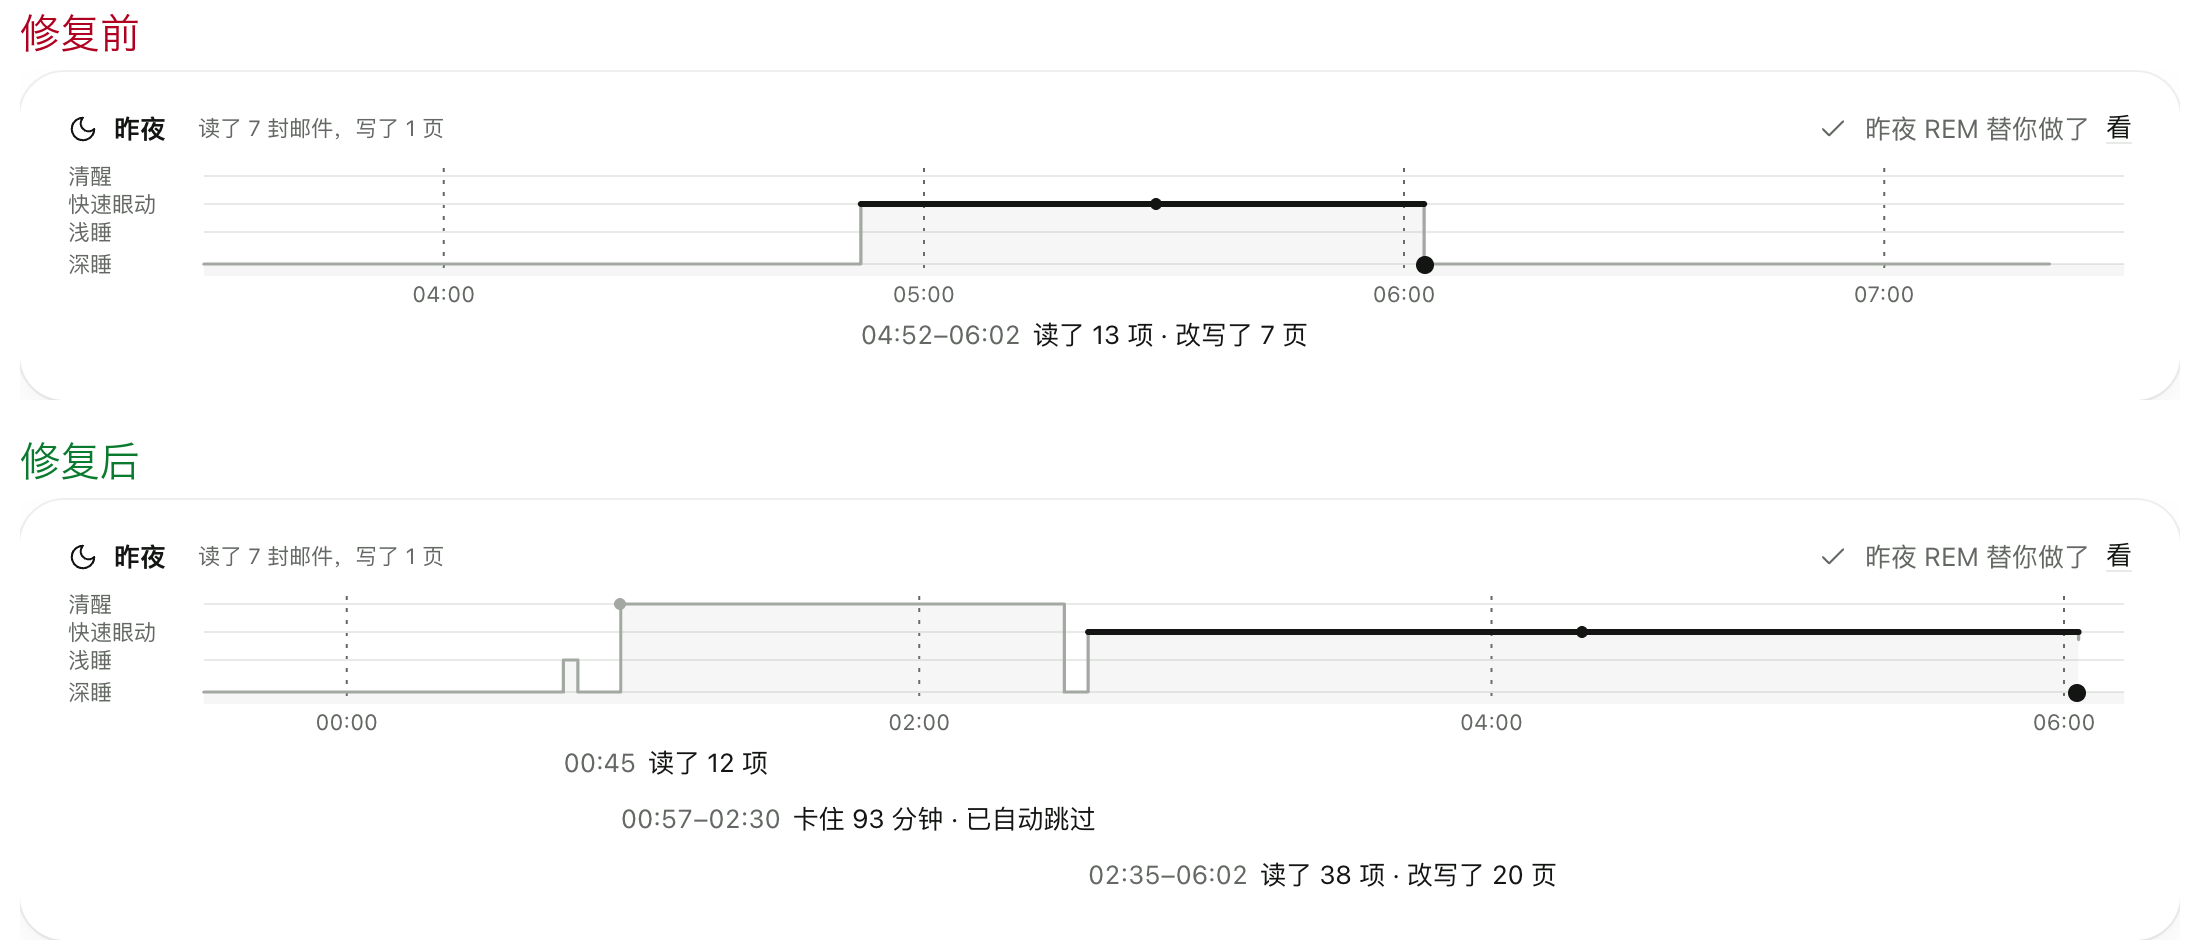 修复前
昨夜 读了 7 封邮件，写了 1 页 昨夜 REM 替你做了 看
清醒
快速眼动
浅睡
深睡
04:00 05:00 06:00 07:00
04:52–06:02 读了 13 项 · 改写了 7 页
修复后
昨夜 读了 7 封邮件，写了 1 页 昨夜 REM 替你做了 看
清醒
快速眼动
浅睡
深睡
00:00 02:00 04:00 06:00
00:45 读了 12 项
00:57–02:30 卡住 93 分钟 · 已自动跳过
02:35–06:02 读了 38 项 · 改写了 20 页